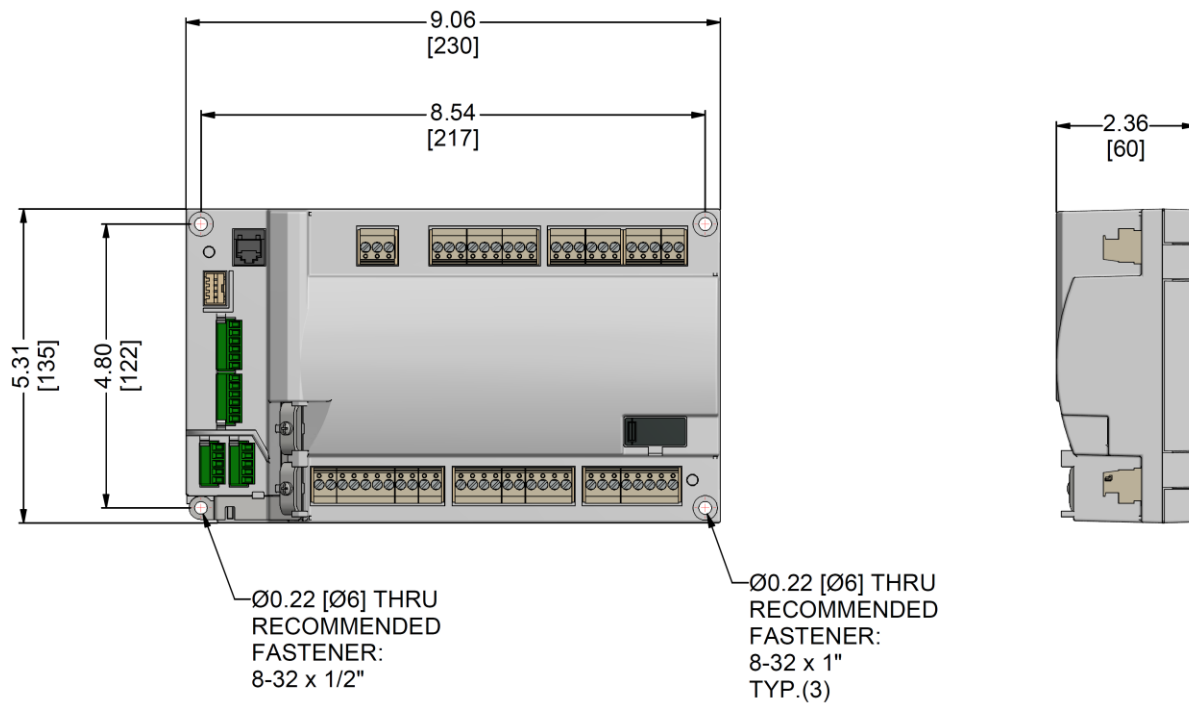 9.06
[230]
8.54
[217]
2.36
[60]
5.31
[135]
4.80
[122]
Ø0.22 [Ø6] THRU
RECOMMENDED
FASTENER:
8-32 x 1/2"
Ø0.22 [Ø6] THRU
RECOMMENDED
FASTENER:
8-32 x 1"
TYP.(3)